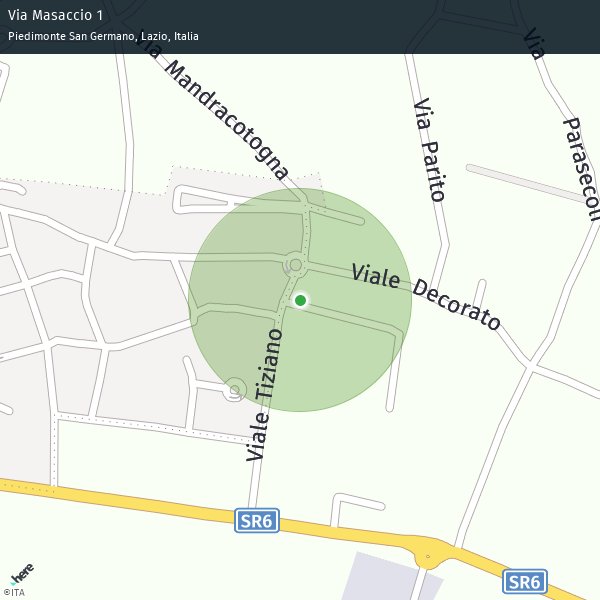 Via Masaccio 1
Piedimonte San Germano, Lazio, Italia
Via Mandracotogna
Via
Via Parito
Parasecoli
Viale Decorato
Viale Tiziano
SR6
SR6
here
© ITA